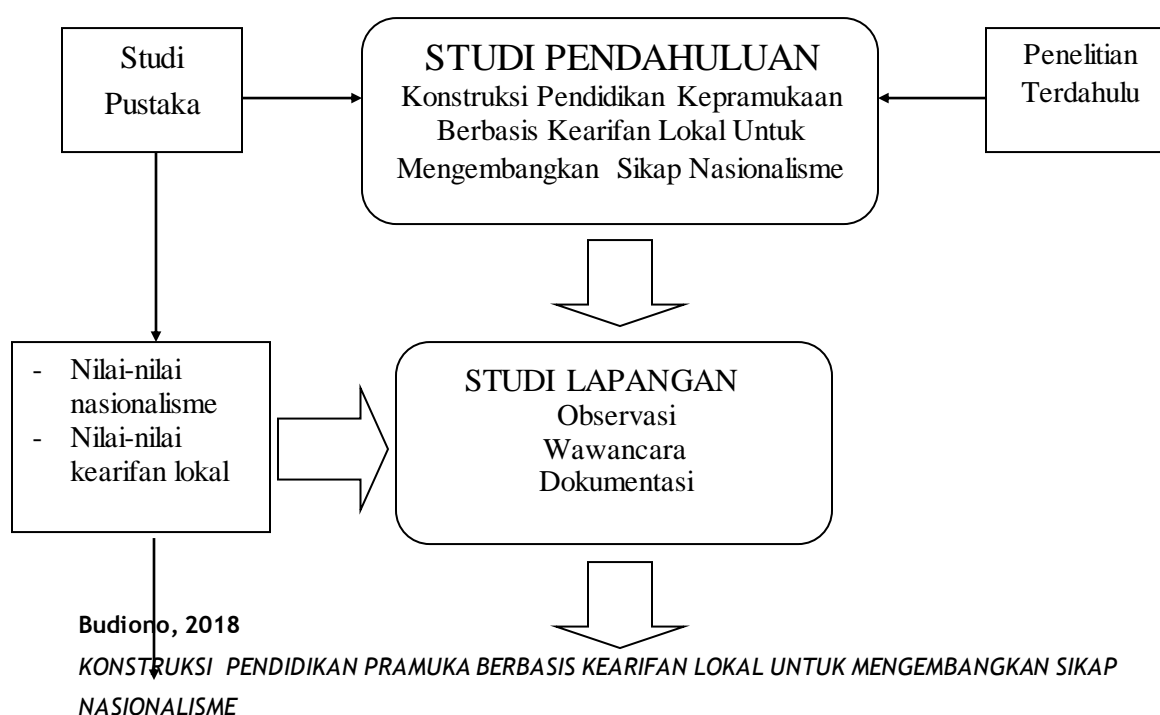 Studi
Pustaka
STUDI PENDAHULUAN
Konstruksi Pendidikan Kepramukaan
Berbasis Kearifan Lokal Untuk
Mengembangkan Sikap Nasionalisme
Penelitian
Terdahulu
- Nilai-nilai
nasionalisme
- Nilai-nilai
kearifan lokal
STUDI LAPANGAN
Observasi
Wawancara
Dokumentasi
Budiono, 2018
KONSTRUKSI PENDIDIKAN PRAMUKA BERBASIS KEARIFAN LOKAL UNTUK MENGEMBANGKAN SIKAP
NASIONALISME